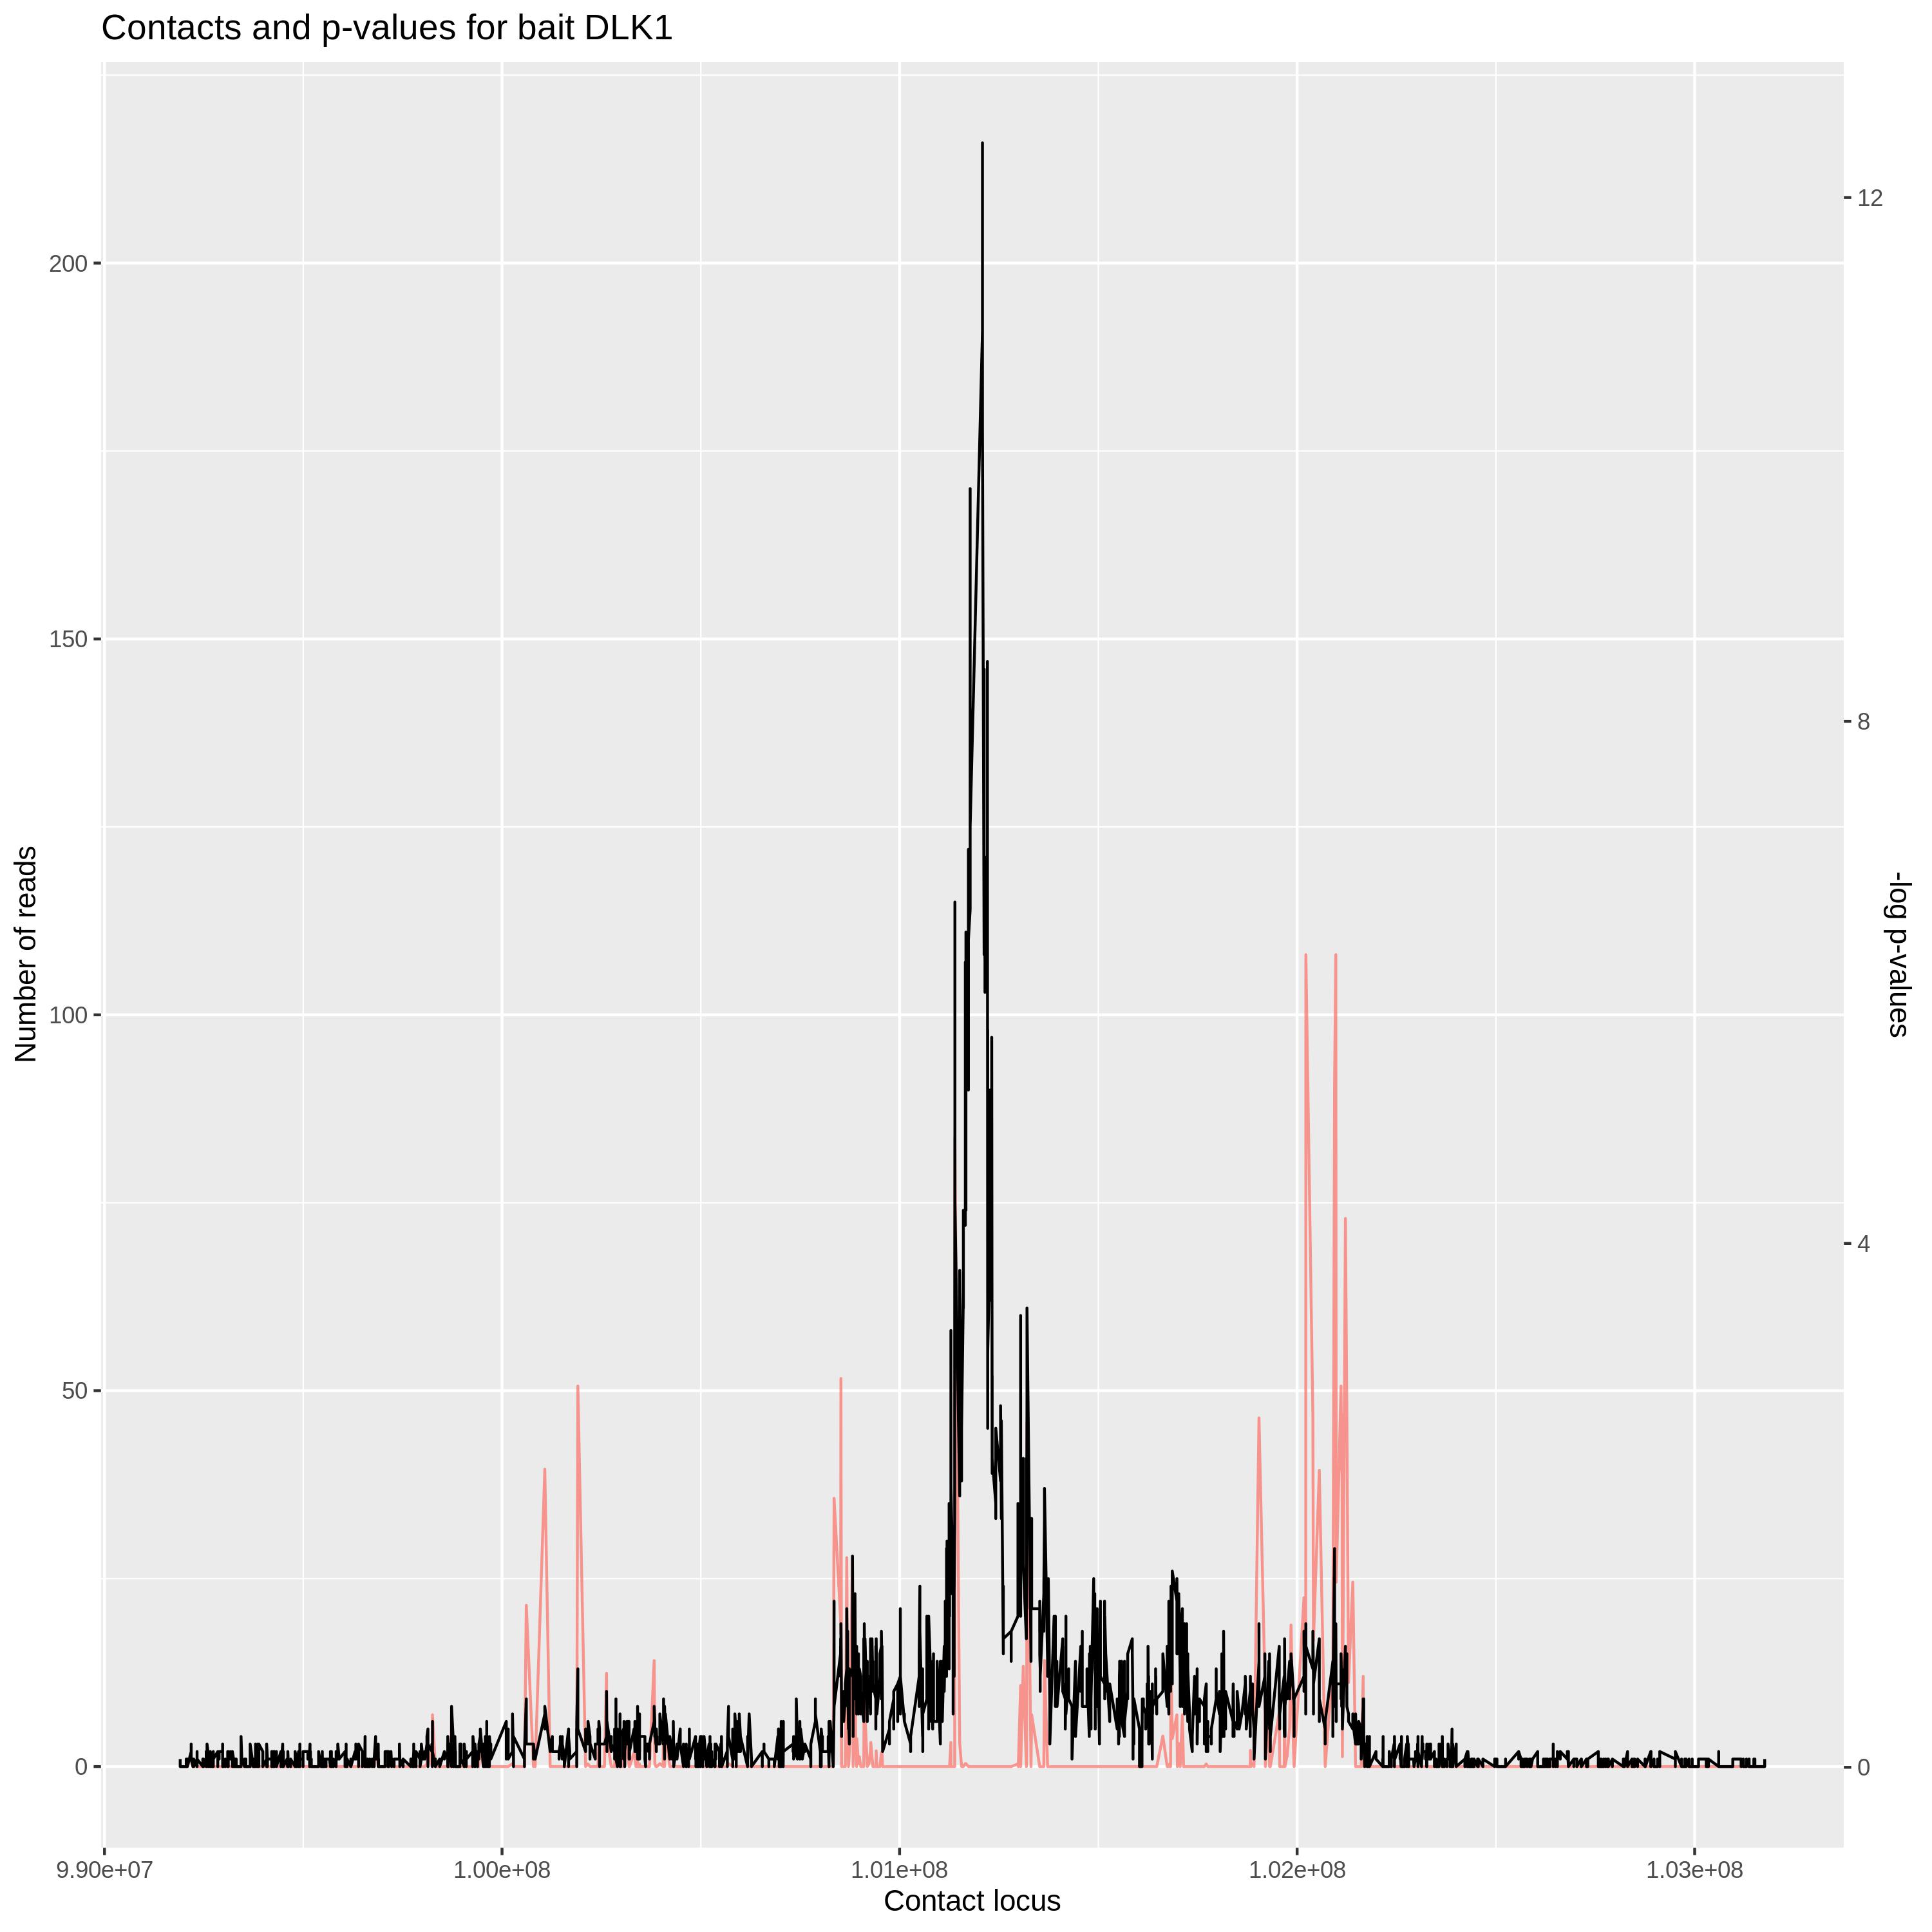 Contacts and p-values for bait DLK1
200
150
100
50
0
Number of reads
12
8
4
0
-log p-values
9.90e+07
1.00e+08
1.01e+08
1.02e+08
1.03e+08
Contact locus